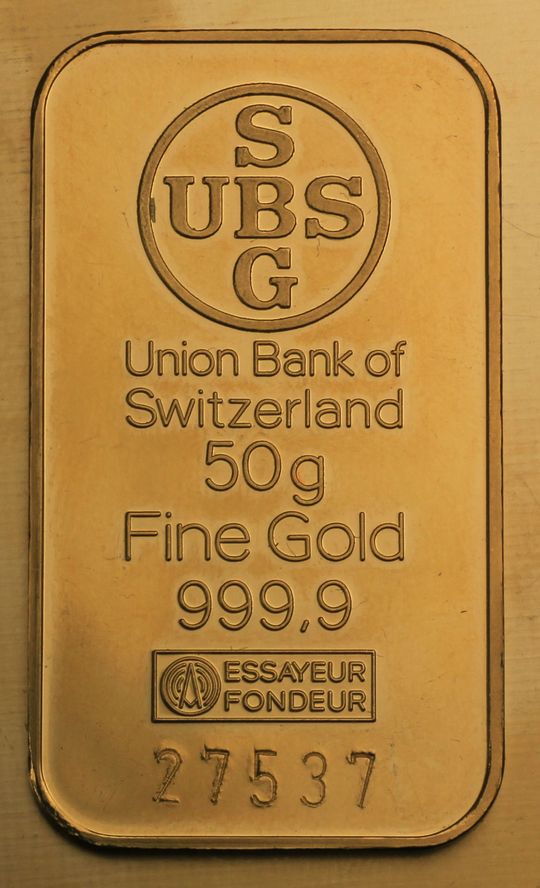 S
UBS
G
Union Bank of
Switzerland
50g
Fine Gold
999,9
ESSAYEUR
FONDEUR
27537